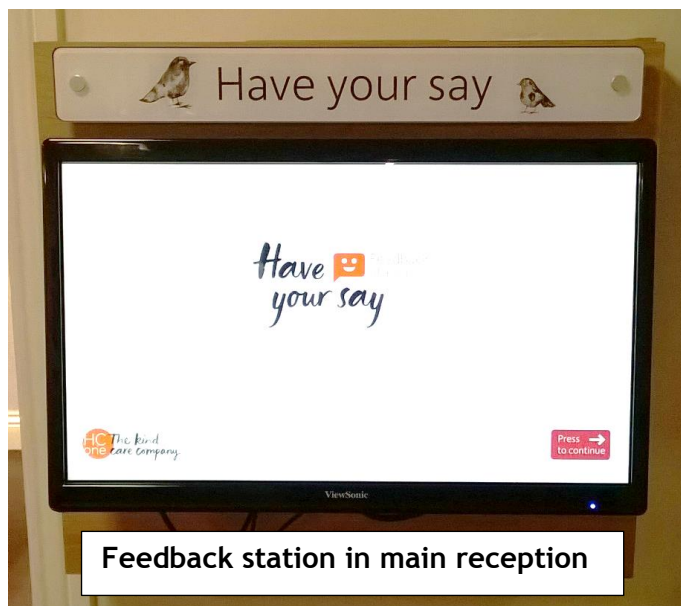 Have your say
Have
your say
HC The kind
one care company
Press
to continue
ViewSonic
Feedback station in main reception